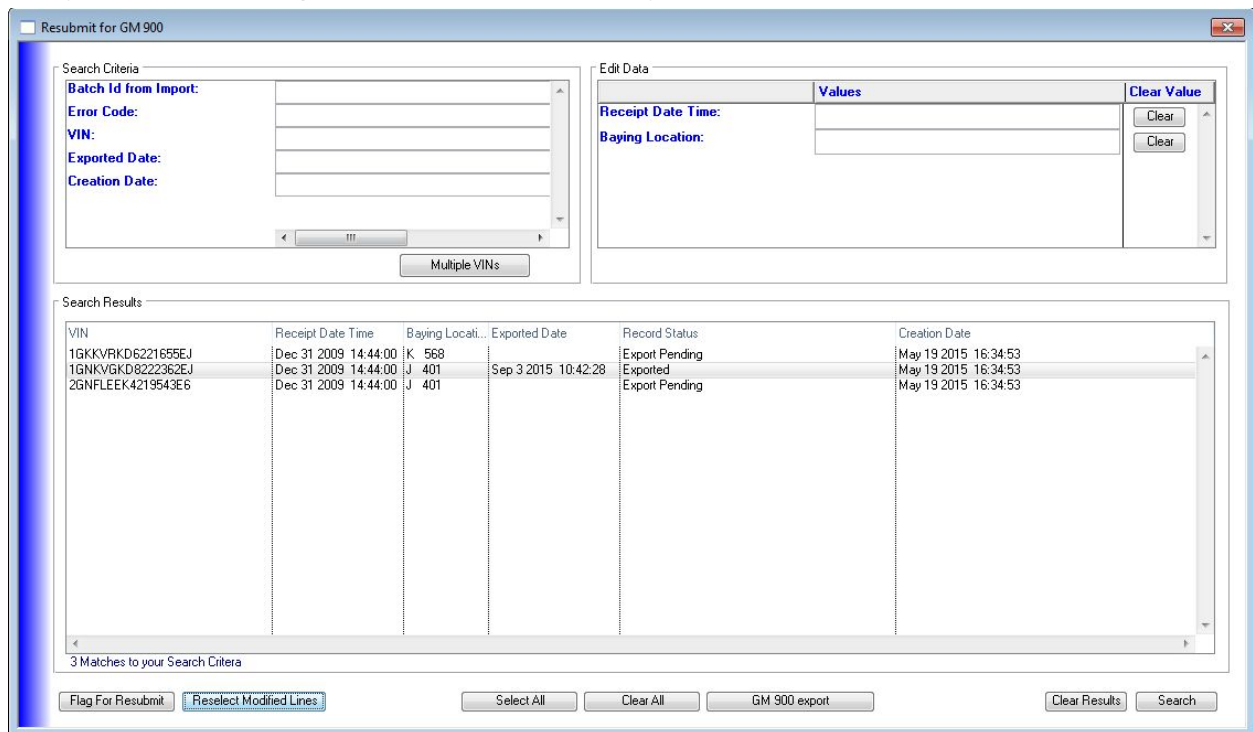 Resubmit for GM 900
Search Criteria
Batch Id from Import:
Error Code:
VIN:
Exported Date:
Creation Date:
Multiple VINs
Edit Data
Values Clear Value
Receipt Date Time: Clear
Baying Location: Clear
Search Results
VIN Receipt Date Time Baying Locati... Exported Date Record Status Creation Date
1GKKVRKD6221655EJ Dec 31 2009 14:44:00 K 568 Export Pending May 19 2015 16:34:53
1GNKVGKD8222362EJ Dec 31 2009 14:44:00 J 401 Sep 3 2015 10:42:28 Exported May 19 2015 16:34:53
2GNFLEEK4219543E6 Dec 31 2009 14:44:00 J 401 Export Pending May 19 2015 16:34:53
3 Matches to your Search Critera
Flag For Resubmit Reselect Modified Lines Select All Clear All GM 900 export Clear Results Search